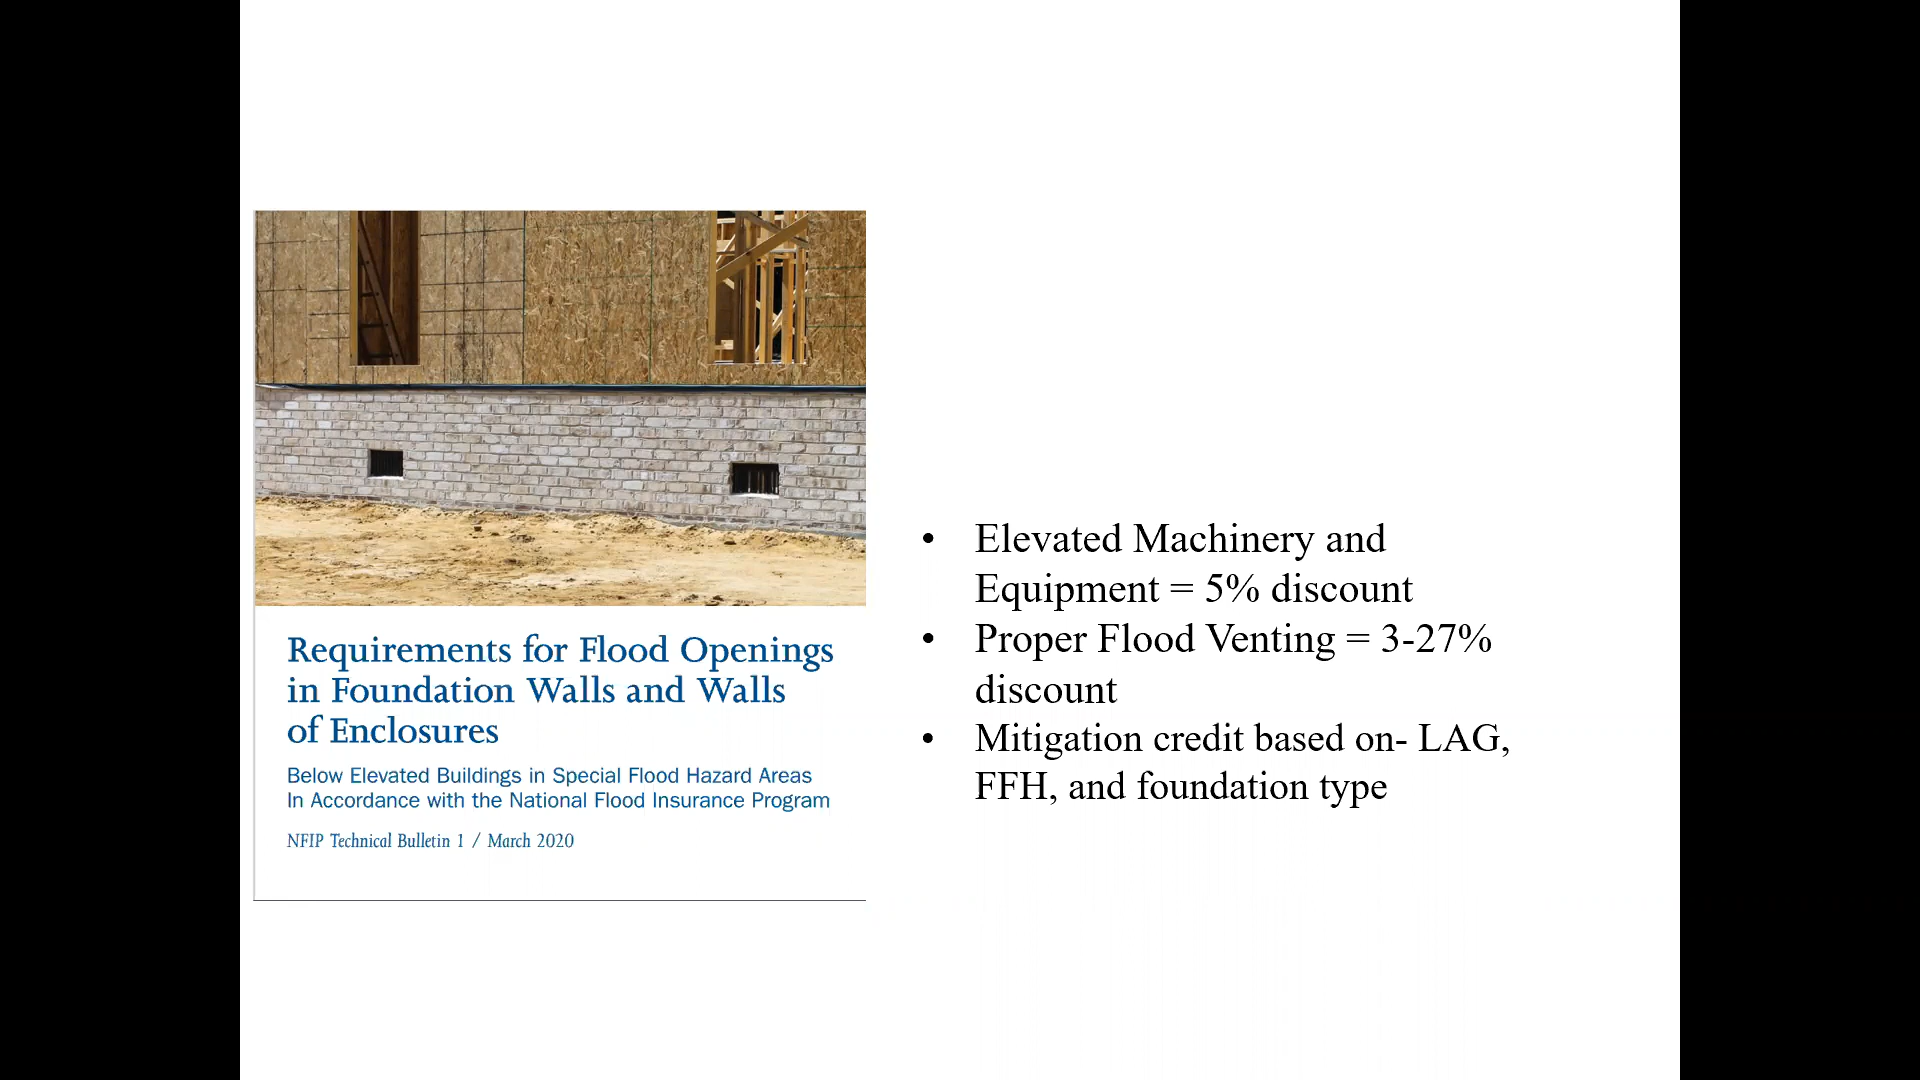 Requirements for Flood Openings
in Foundation Walls and Walls
of Enclosures
Below Elevated Buildings in Special Flood Hazard Areas
In Accordance with the National Flood Insurance Program
NFIP Technical Bulletin 1 / March 2020
• Elevated Machinery and
Equipment = 5% discount
• Proper Flood Venting = 3-27%
discount
• Mitigation credit based on- LAG,
FFH, and foundation type